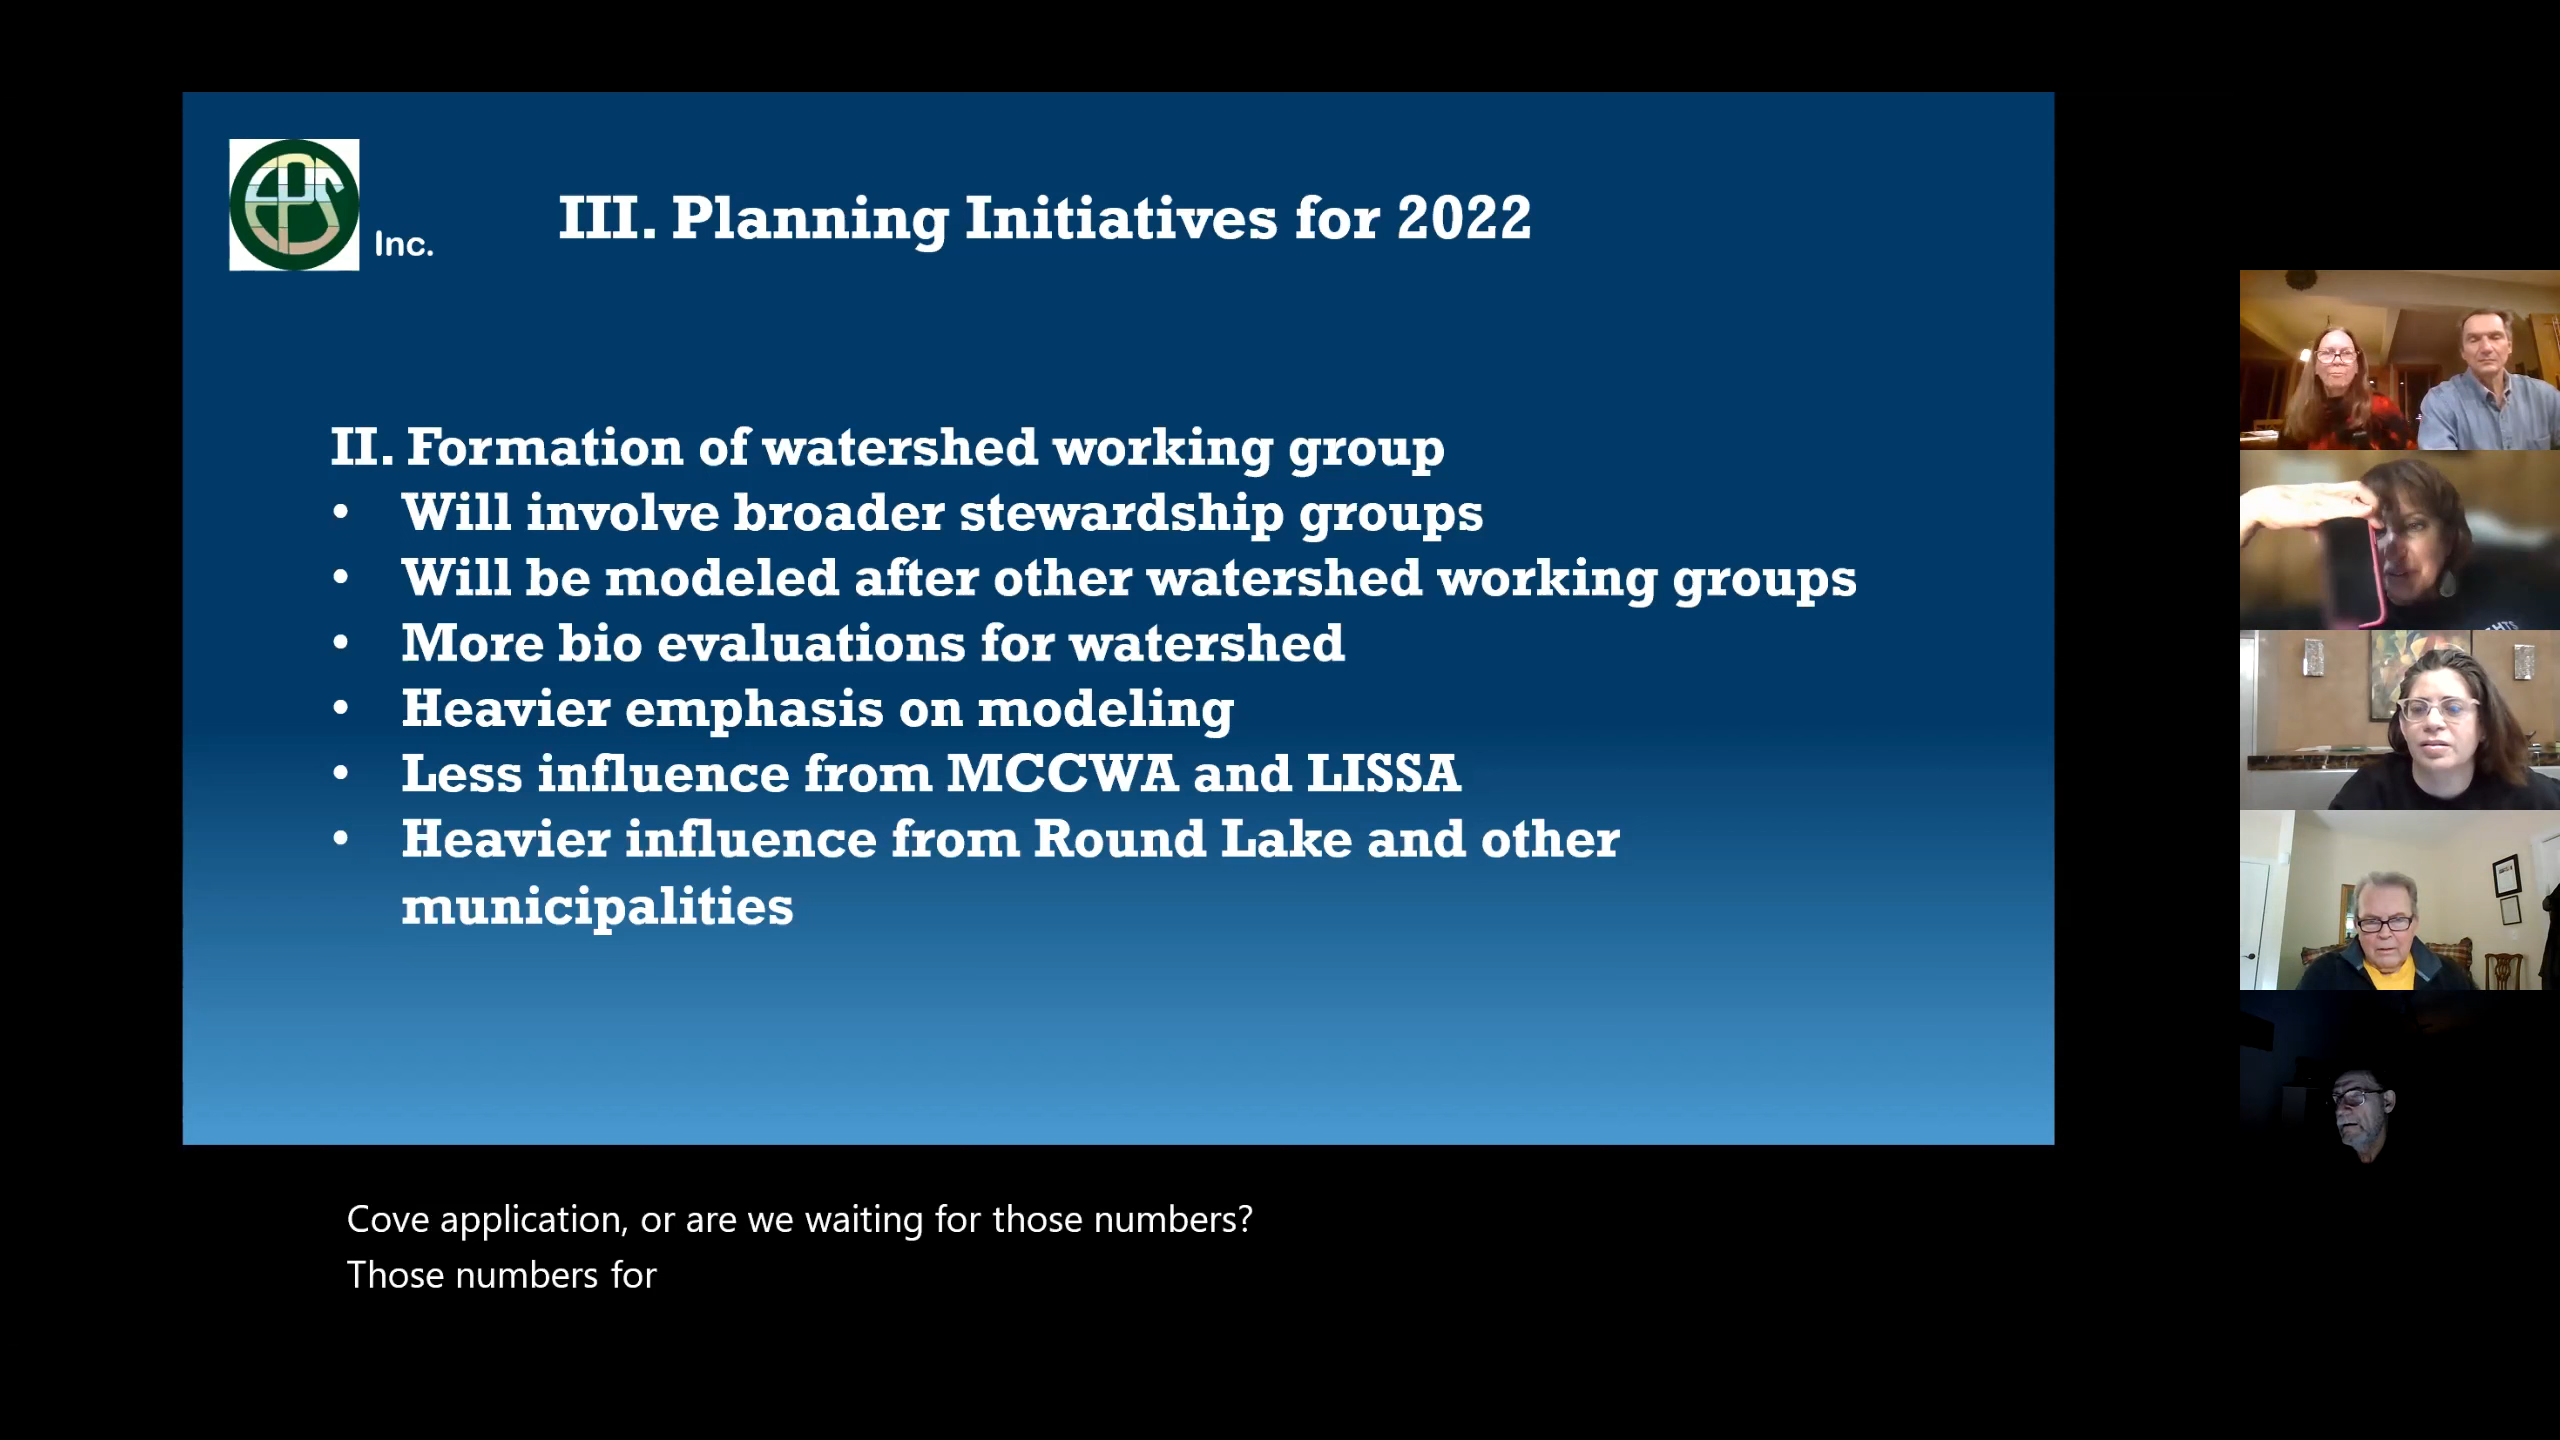 EPS
Inc.
III. Planning Initiatives for 2022
II. Formation of watershed working group
• Will involve broader stewardship groups
• Will be modeled after other watershed working groups
• More bio evaluations for watershed
• Heavier emphasis on modeling
• Less influence from MCCWA and LISSA
• Heavier influence from Round Lake and other
municipalities
Cove application, or are we waiting for those numbers?
Those numbers for